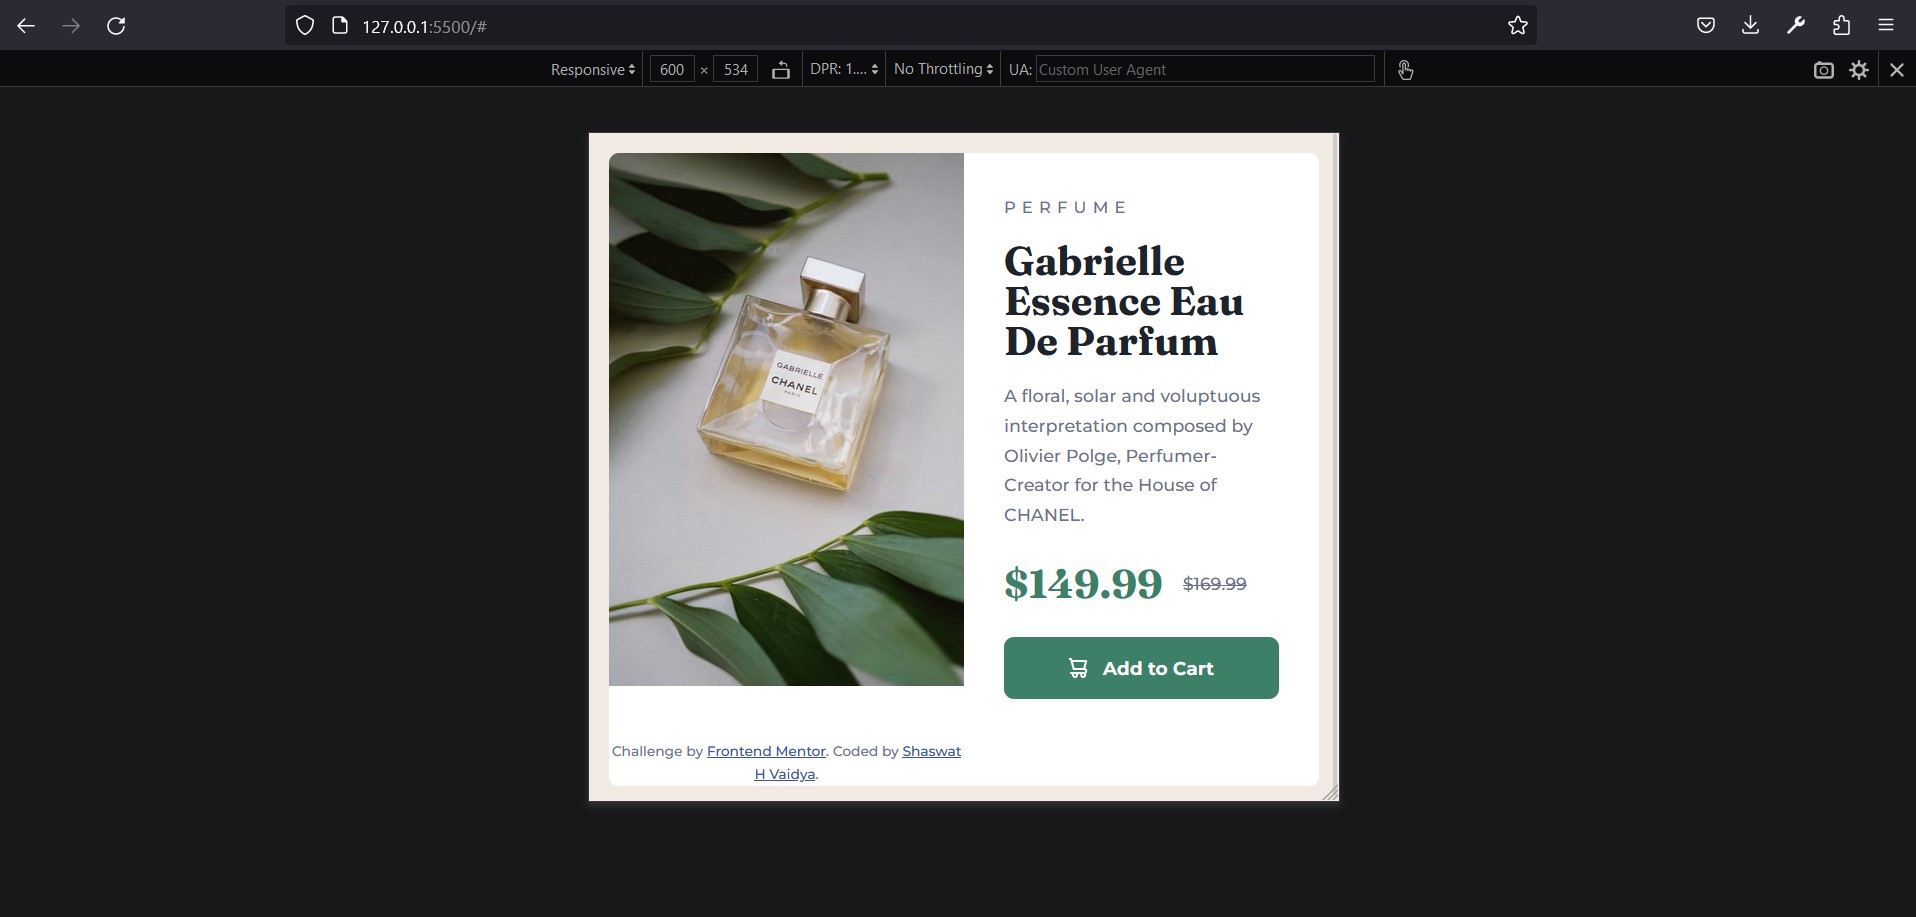 127.0.0.1:5500/#
Responsive 600 × 534 DPR: 1.... No Throttling UA: Custom User Agent
GABRIELLE
CHANEL
PARIS
PERFUME
Gabrielle
Essence Eau
De Parfum
A floral, solar and voluptuous
interpretation composed by
Olivier Polge, Perfumer-
Creator for the House of
CHANEL.
$149.99 $169.99
Add to Cart
Challenge by Frontend Mentor. Coded by Shaswat
H Vaidya.